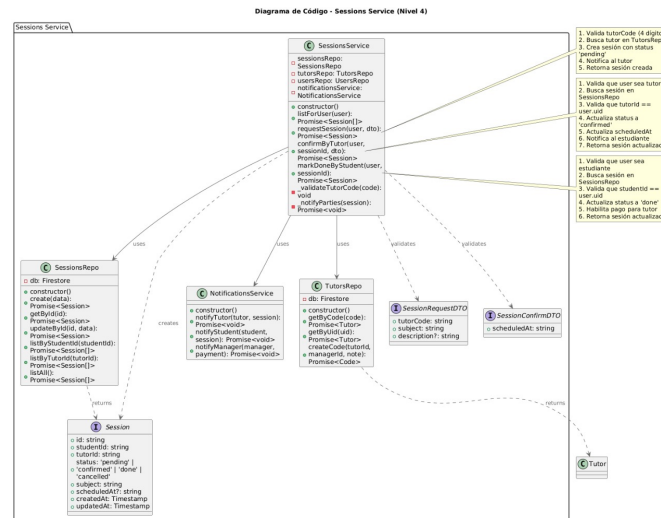 Diagrama de Código - Sessions Service (Nivel 4)
Sessions Service
C SessionsService
sessionsRepo:
SessionsRepo
tutorsRepo: TutorsRepo
usersRepo: UsersRepo
notificationsService:
NotificationsService
constructor()
listForUser(user):
Promise<Session[]>
requestSession(user, dto):
Promise<Session>
confirmByTutor(user,
sessionId, dto):
Promise<Session>
markDoneByStudent(user,
sessionId):
Promise<Session>
_validateTutorCode(code):
void
_notifyParties(session):
Promise<void>
1. Valida tutorCode (4 dígito
2. Busca tutor en TutorsRep
3. Crea sesión con status
'pending'
4. Notifica al tutor
5. Retorna sesión creada
1. Valida que user sea tutor
2. Busca sesión en
SessionsRepo
3. Valida que tutorId ==
user.uid
4. Actualiza status a
'confirmed'
5. Actualiza scheduledAt
6. Notifica al estudiante
7. Retorna sesión actualizad
1. Valida que user sea
estudiante
2. Busca sesión en
SessionsRepo
3. Valida que studentId ==
user.uid
4. Actualiza status a 'done'
5. Habilita pago para tutor
6. Retorna sesión actualizad
uses
uses
uses
validates
validates
creates
C SessionsRepo
db: Firestore
constructor()
create(data):
Promise<Session>
getById(id):
Promise<Session>
updateById(id, data):
Promise<Session>
listByStudentId(studentId):
Promise<Session[]>
listByTutorId(tutorId):
Promise<Session[]>
listAll():
Promise<Session[]>
C NotificationsService
constructor()
notifyTutor(tutor, session):
Promise<void>
notifyStudent(student,
session): Promise<void>
notifyManager(manager,
payment): Promise<void>
C TutorsRepo
db: Firestore
constructor()
getByCode(code):
Promise<Tutor>
getByUid(uid):
Promise<Tutor>
createCode(tutorId,
managerId, note):
Promise<Code>
I SessionRequestDTO
tutorCode: string
subject: string
description?: string
I SessionConfirmDTO
scheduledAt: string
returns
returns
I Session
id: string
studentId: string
tutorId: string
status: 'pending' |
'confirmed' | 'done' |
'cancelled'
subject: string
scheduledAt?: string
createdAt: Timestamp
updatedAt: Timestamp
C Tutor